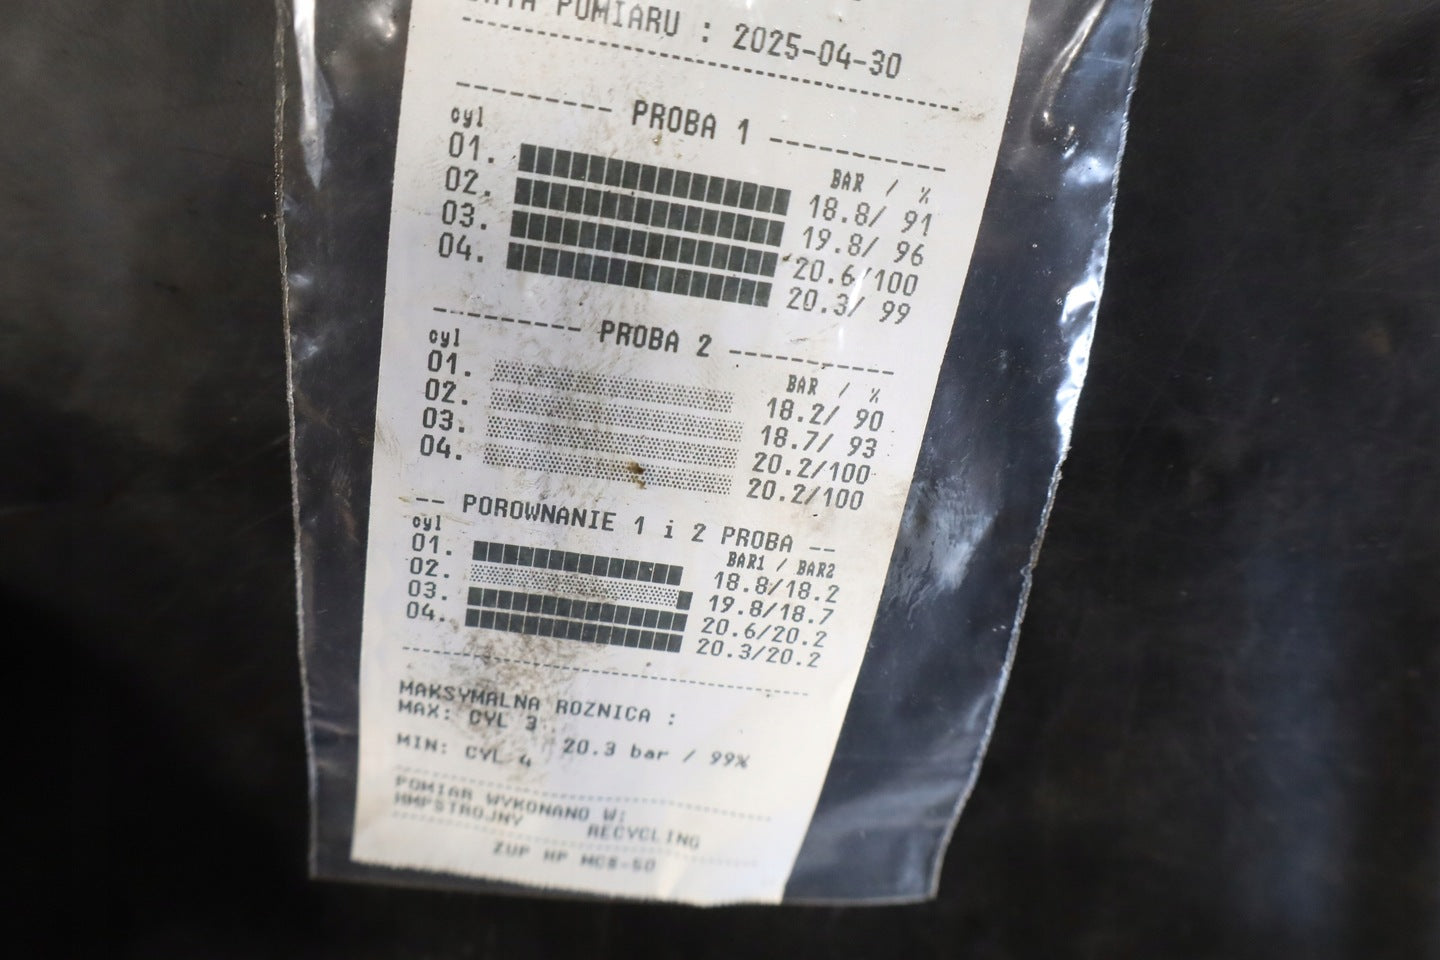 DATA POMIARU : 2025-04-30
PROBA 1
cyl BAR / %
01. 18.8/ 91
02. 19.8/ 96
03. 20.6/100
04. 20.3/ 99
PROBA 2
cyl BAR / %
01. 18.2/ 90
02. 18.7/ 93
03. 20.2/100
04. 20.2/100
-- POROWNANIE 1 i 2 PROBA --
cyl BAR1 / BAR2
01. 18.8/18.2
02. 19.8/18.7
03. 20.6/20.2
04. 20.3/20.2
MAKSYMALNA ROZNICA :
MAX: CYL 3
20.3 bar / 99%
MIN: CYL 4
POMIAR WYKONANO W:
HMPSTROJNY RECYCLING